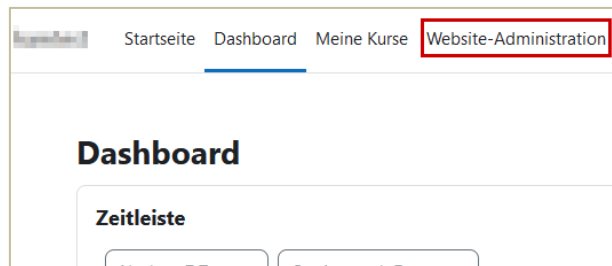 Startseite Dashboard Meine Kurse Website-Administration
Dashboard
Zeitleiste